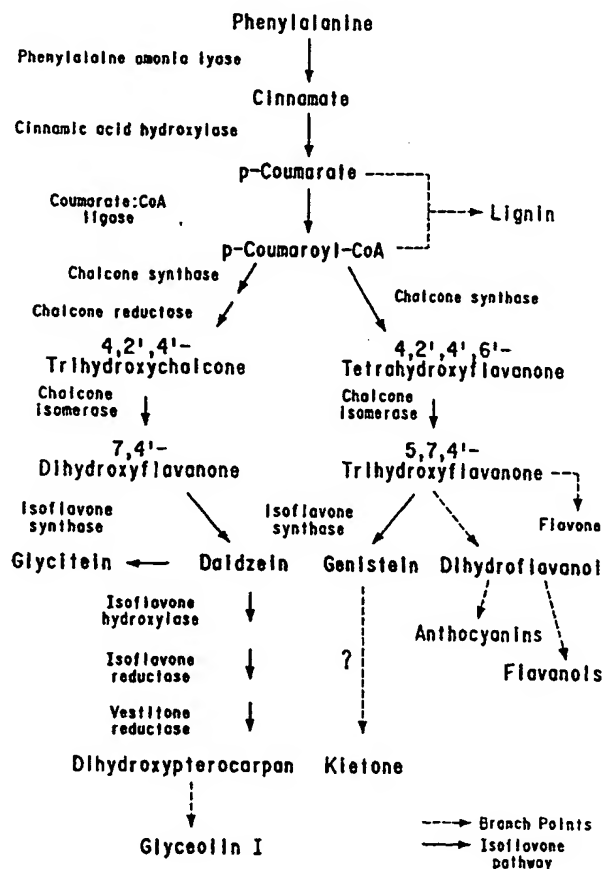 Phenylalanine
Phenylalaine amonia lyase
Cinnamate
Cinnamic acid hydroxylase
p-Coumarate
Coumarate:CoA
ligase
Lignin
p-Coumaroyl-CoA
Chalcone synthase
Chalcone reductase
Chalcone synthase
4,2',4'-
Trihydroxychalcone
4,2',4',6'-
Tetrahydroxyflavanone
Chalcone
isomerase
Chalcone
isomerase
7,4'-
Dihydroxyflavanone
5,7,4'-
Trihydroxyflavanone
Isoflavone
synthase
Isoflavone
synthase
Flavone
Glycitein
Daidzein
Genistein
Dihydroflavanol
Isoflavone
hydroxylase
Anthocyanins
Flavanols
Isoflavone
reductase
?
Vestitone
reductase
Dihydroxypterocarpan
Kietone
Glyceolin I
Branch Points
Isoflavone
pathway